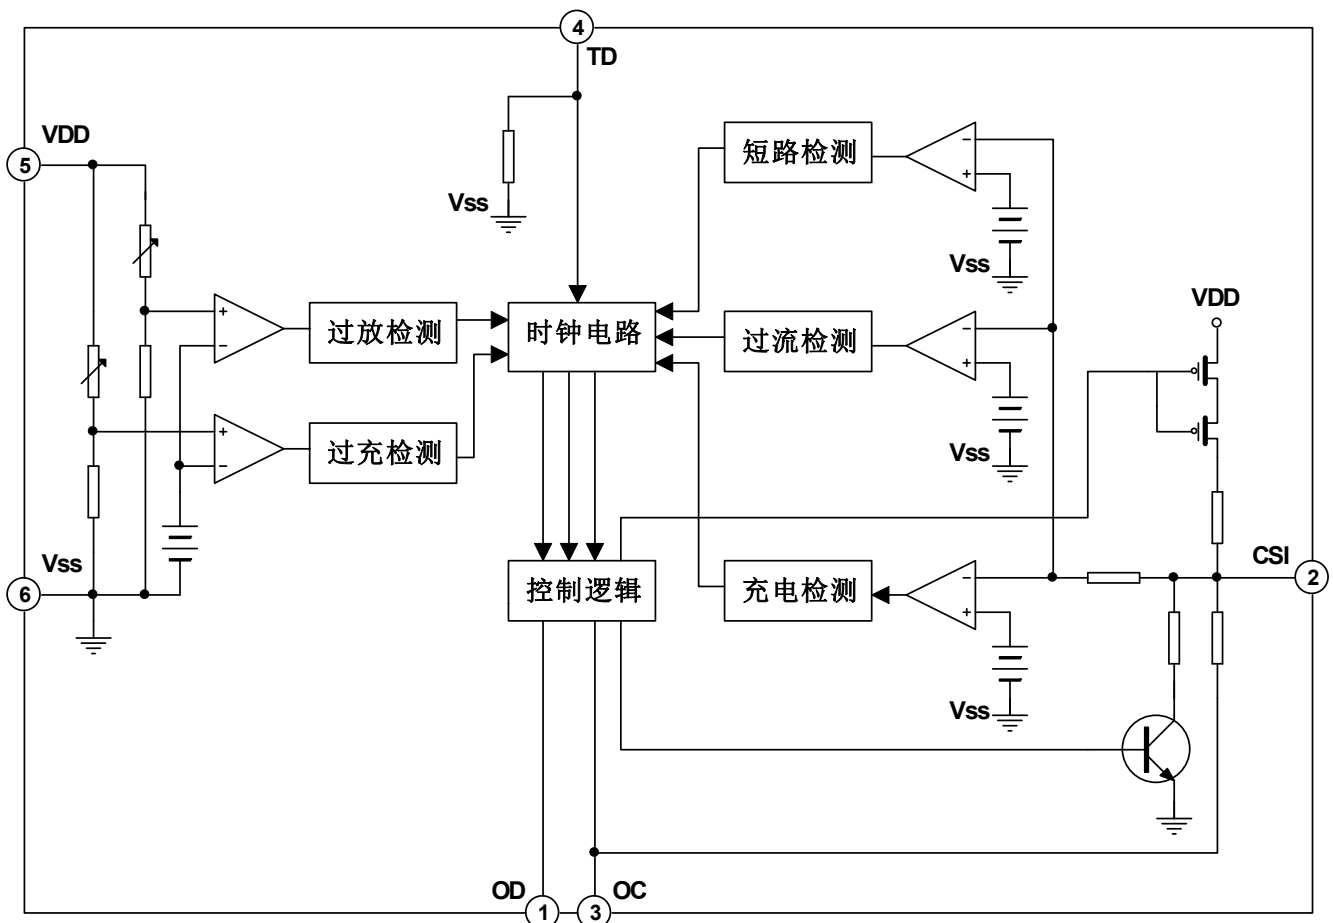 4
TD
VDD
5
短路检测
−
+
Vss
Vss
VDD
过放检测
+
−
时钟电路
过流检测
−
+
过充检测
+
−
Vss
Vss
6
控制逻辑
充电检测
−
+
CSI
2
Vss
OD
OC
1
3